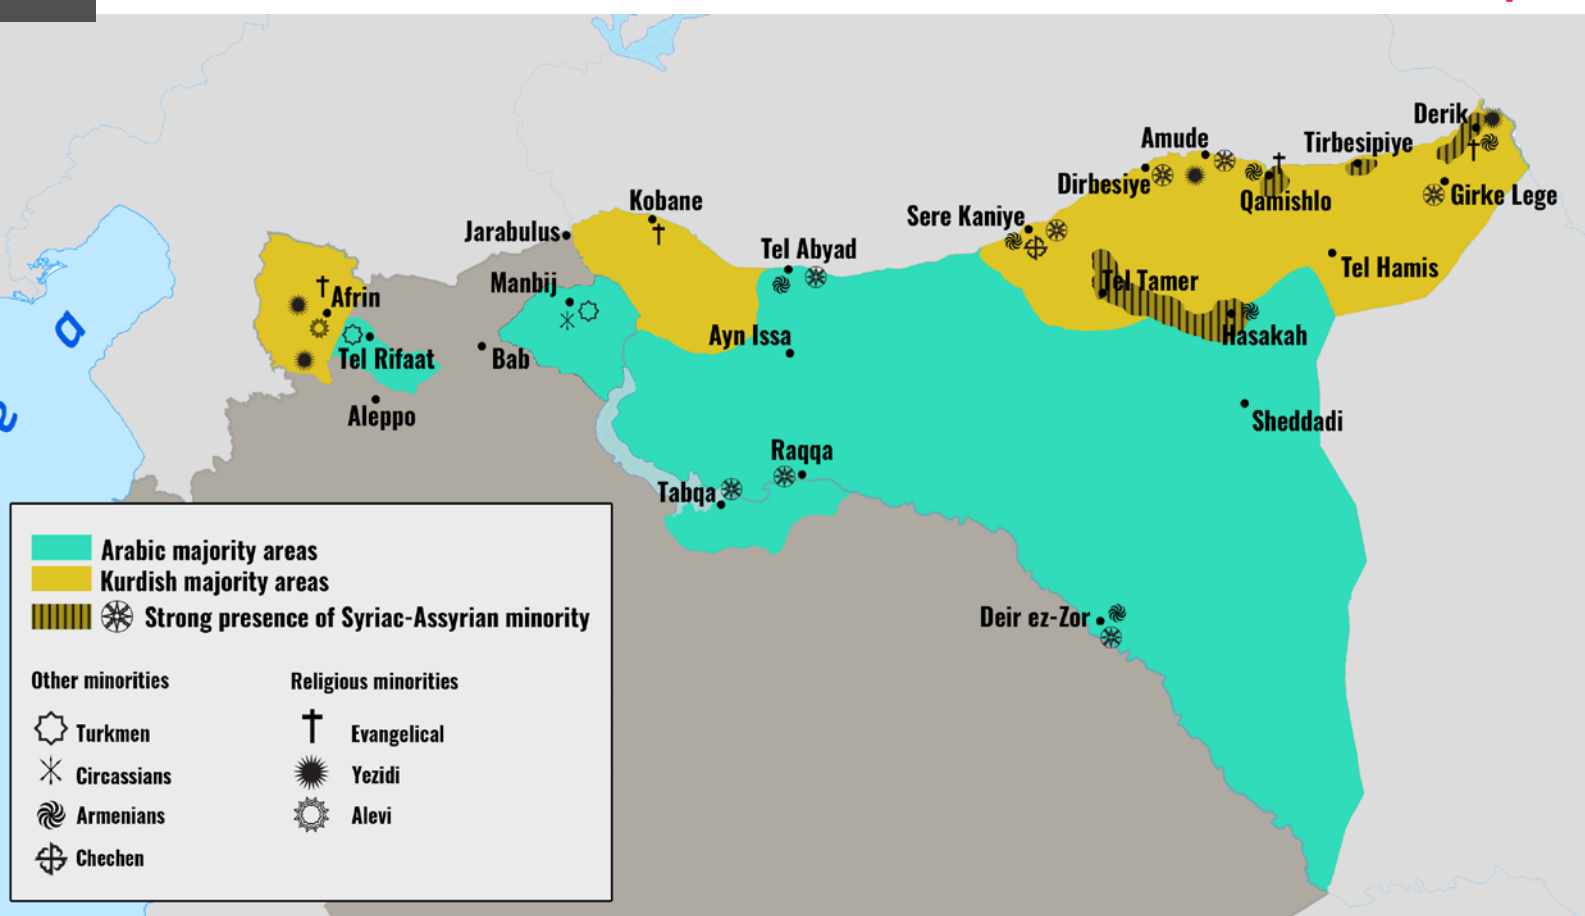 Derik
Amude
Tirbesipiye
Dirbesiye
Qamishlo
Girke Lege
Kobane
Sere Kaniye
Jarabulus
Tel Abyad
Tel Hamis
Manbij
Tel Tamer
Afrin
a
Ayn Issa
Hasakah
Tel Rifaat
Bab
Aleppo
Sheddadi
Raqqa
Tabqa
Deir ez-Zor
Arabic majority areas
Kurdish majority areas
Strong presence of Syriac-Assyrian minority
Other minorities
Turkmen
Circassians
Armenians
Chechen
Religious minorities
Evangelical
Yezidi
Alevi